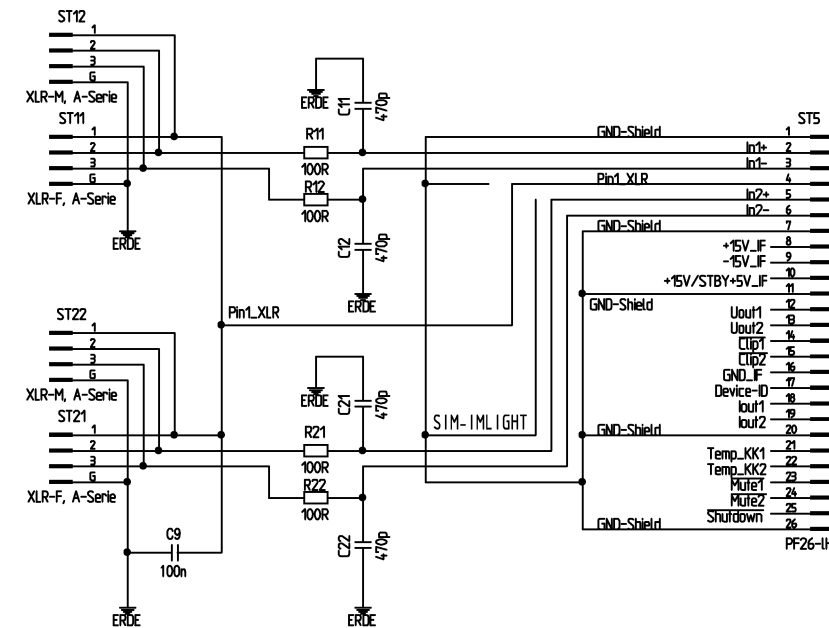 ST12
1
2
3
G
XLR-M, A-Serie
ST11
1
2
3
G
XLR-F, A-Serie
ERDE
ERDE
C11
470p
R11
100R
R12
100R
C12
470p
ERDE
Pin1_XLR
ST22
1
2
3
G
XLR-M, A-Serie
ST21
1
2
3
G
XLR-F, A-Serie
C9
100n
ERDE
ERDE
C21
470p
R21
100R
R22
100R
C22
470p
ERDE
SIM-IMLIGHT
ST5
GND-Shield 1
In1+ 2
In1- 3
Pin1_XLR 4
In2+ 5
In2- 6
GND-Shield 7
+15V_IF 8
-15V_IF 9
+15V/STBY+5V_IF 10
GND-Shield 11
Uout1 12
Uout2 13
Clip1 14
Clip2 15
GND_IF 16
Device-ID 17
Iout1 18
Iout2 19
GND-Shield 20
Temp_KK1 21
Temp_KK2 22
Mute1 23
Mute2 24
Shutdown 25
GND-Shield 26